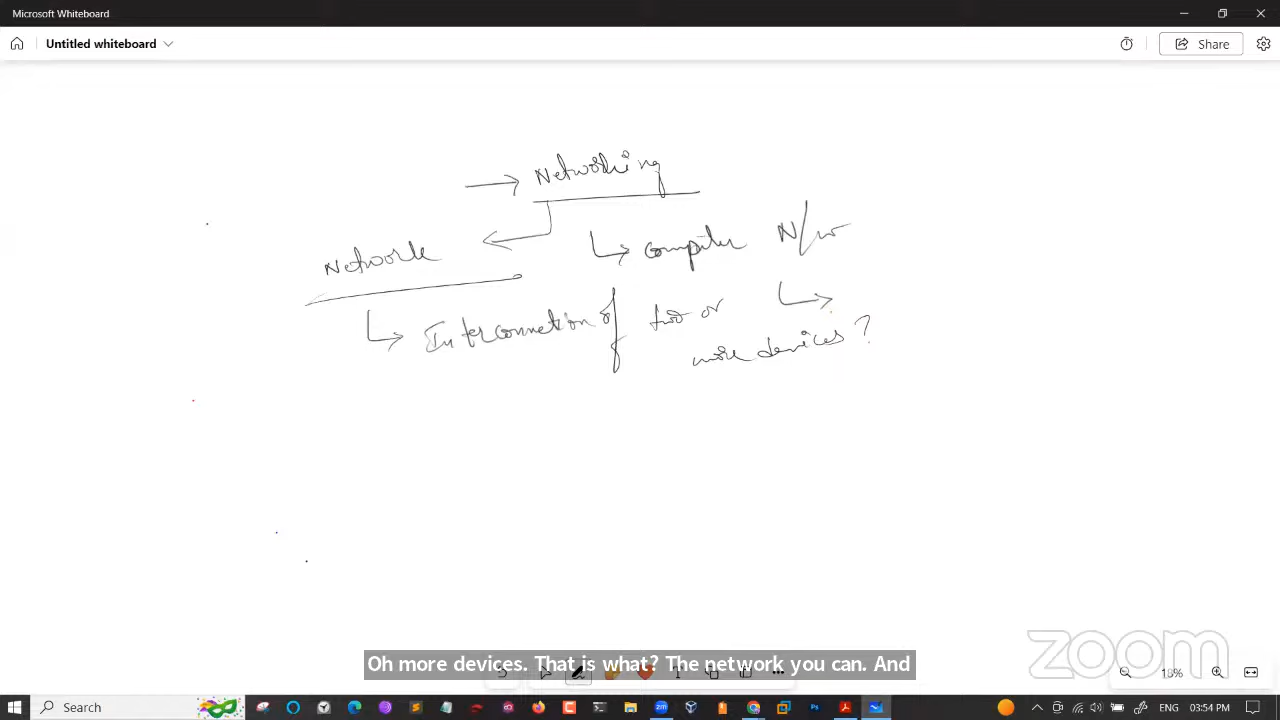 Microsoft Whiteboard
Untitled whiteboard
Share
Networking
Network
computer N/w
Interconnection of two or
more devices?
zoom
Oh more devices. That is what? The network you can. And
Search
ENG 03:54 PM